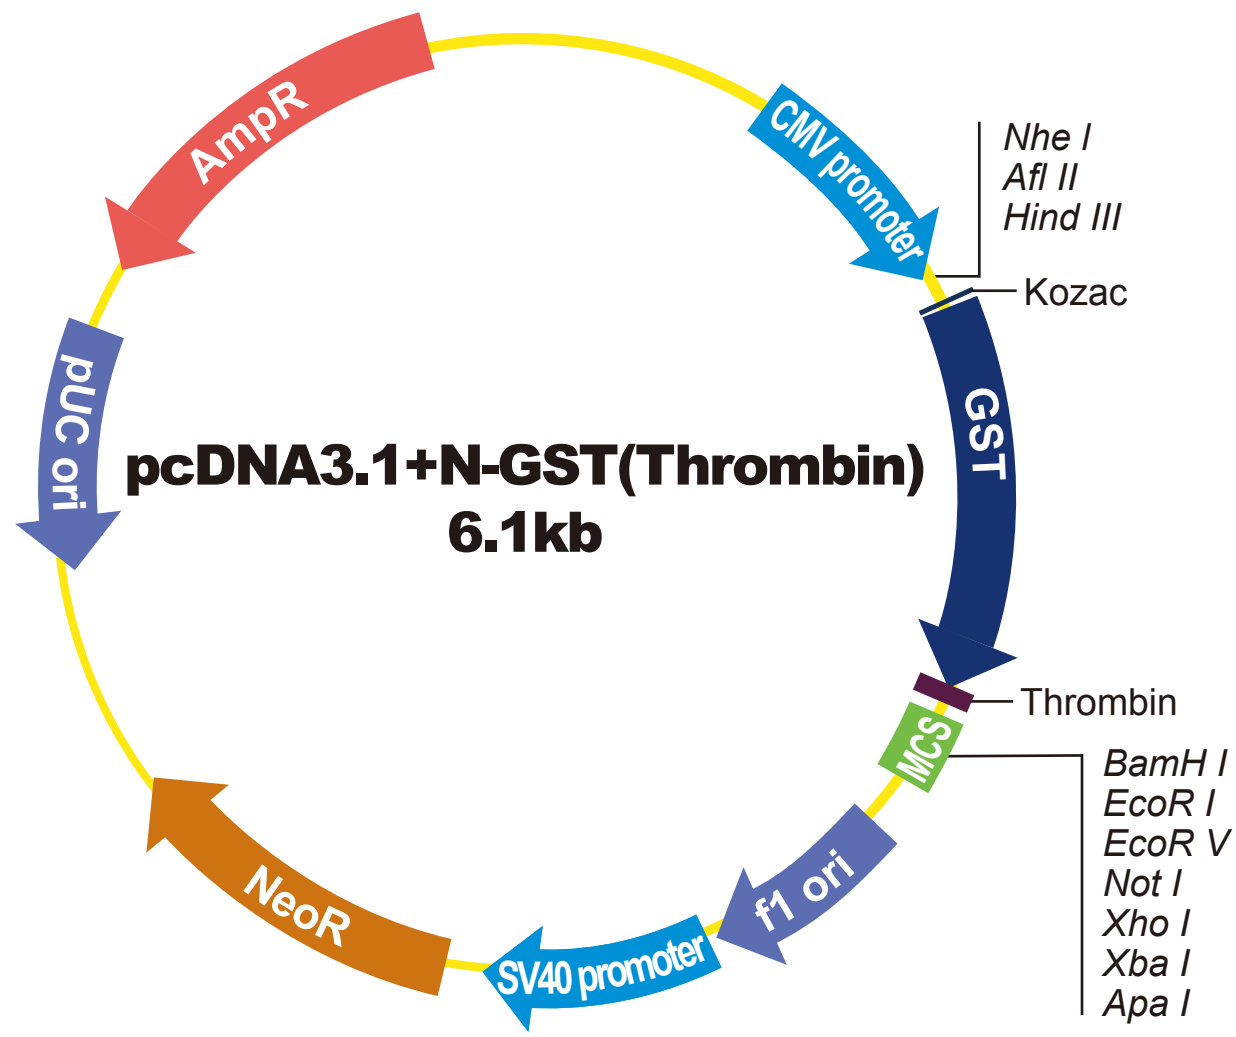 AmpR
CMV promoter
Nhe I
Afl II
Hind III
Kozac
GST
pUC ori
pcDNA3.1+N-GST(Thrombin)
6.1kb
Thrombin
MCS
BamH I
EcoR I
EcoR V
Not I
Xho I
Xba I
Apa I
f1 ori
SV40 promoter
NeoR